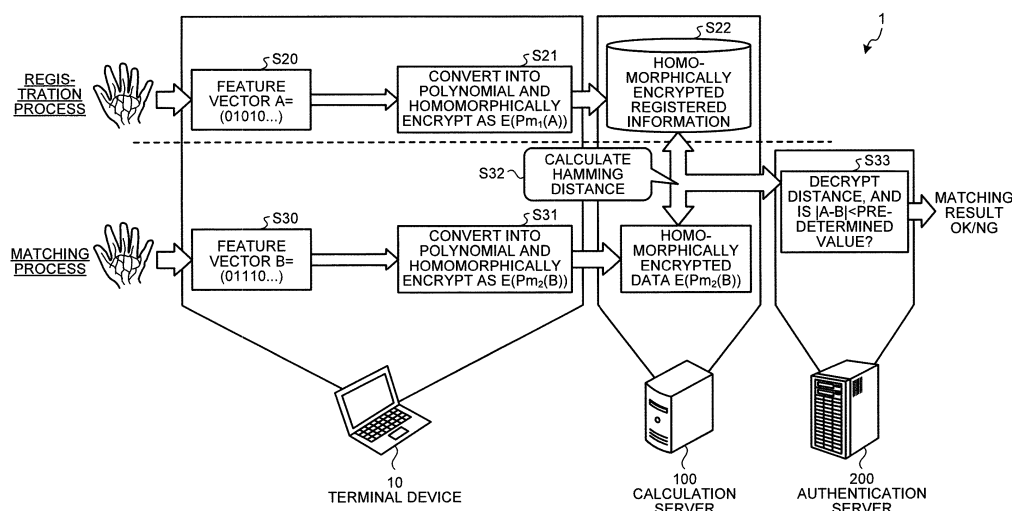 1
REGIS-
TRATION
PROCESS
S20
FEATURE
VECTOR A=
(01010...)
S21
CONVERT INTO
POLYNOMIAL AND
HOMOMORPHICALLY
ENCRYPT AS E(Pm₁(A))
S22
HOMO-
MORPHICALLY
ENCRYPTED
REGISTERED
INFORMATION
S32
CALCULATE
HAMMING
DISTANCE
S33
DECRYPT
DISTANCE, AND
IS |A-B|<PRE-
DETERMINED
VALUE?
MATCHING
RESULT
OK/NG
MATCHING
PROCESS
S30
FEATURE
VECTOR B=
(01110...)
S31
CONVERT INTO
POLYNOMIAL AND
HOMOMORPHICALLY
ENCRYPT AS E(Pm₂(B))
HOMO-
MORPHICALLY
ENCRYPTED
DATA E(Pm₂(B))
10
TERMINAL DEVICE
100
CALCULATION
SERVER
200
AUTHENTICATION
SERVER